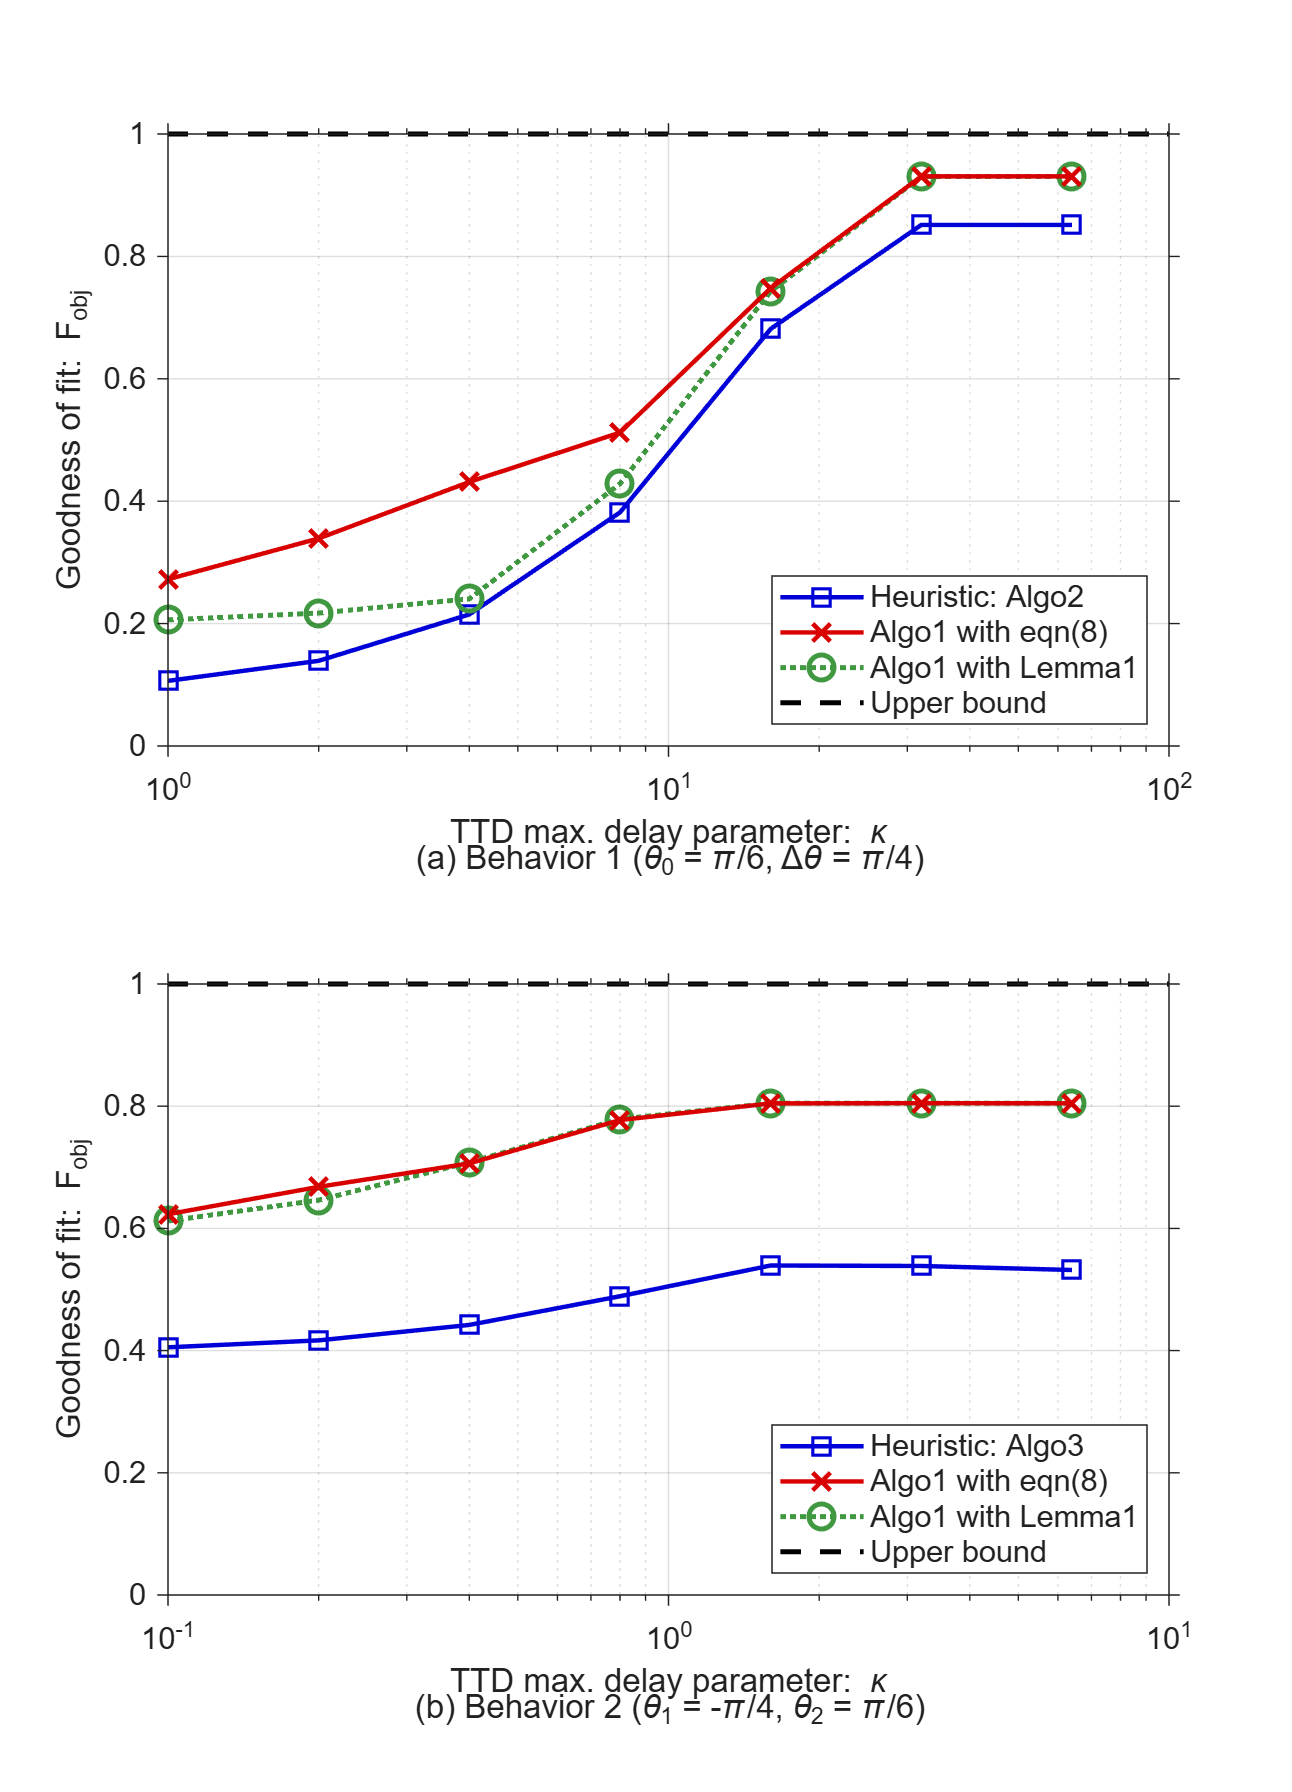 1
0.8
0.6
0.4
0.2
0
Goodness of fit: F_obj
Heuristic: Algo2
Algo1 with eqn(8)
Algo1 with Lemma1
Upper bound
10^0 10^1 10^2
TTD max. delay parameter: κ
(a) Behavior 1 (θ_0 = π/6, Δθ = π/4)
1
0.8
0.6
0.4
0.2
0
Goodness of fit: F_obj
Heuristic: Algo3
Algo1 with eqn(8)
Algo1 with Lemma1
Upper bound
10^-1 10^0 10^1
TTD max. delay parameter: κ
(b) Behavior 2 (θ_1 = -π/4, θ_2 = π/6)